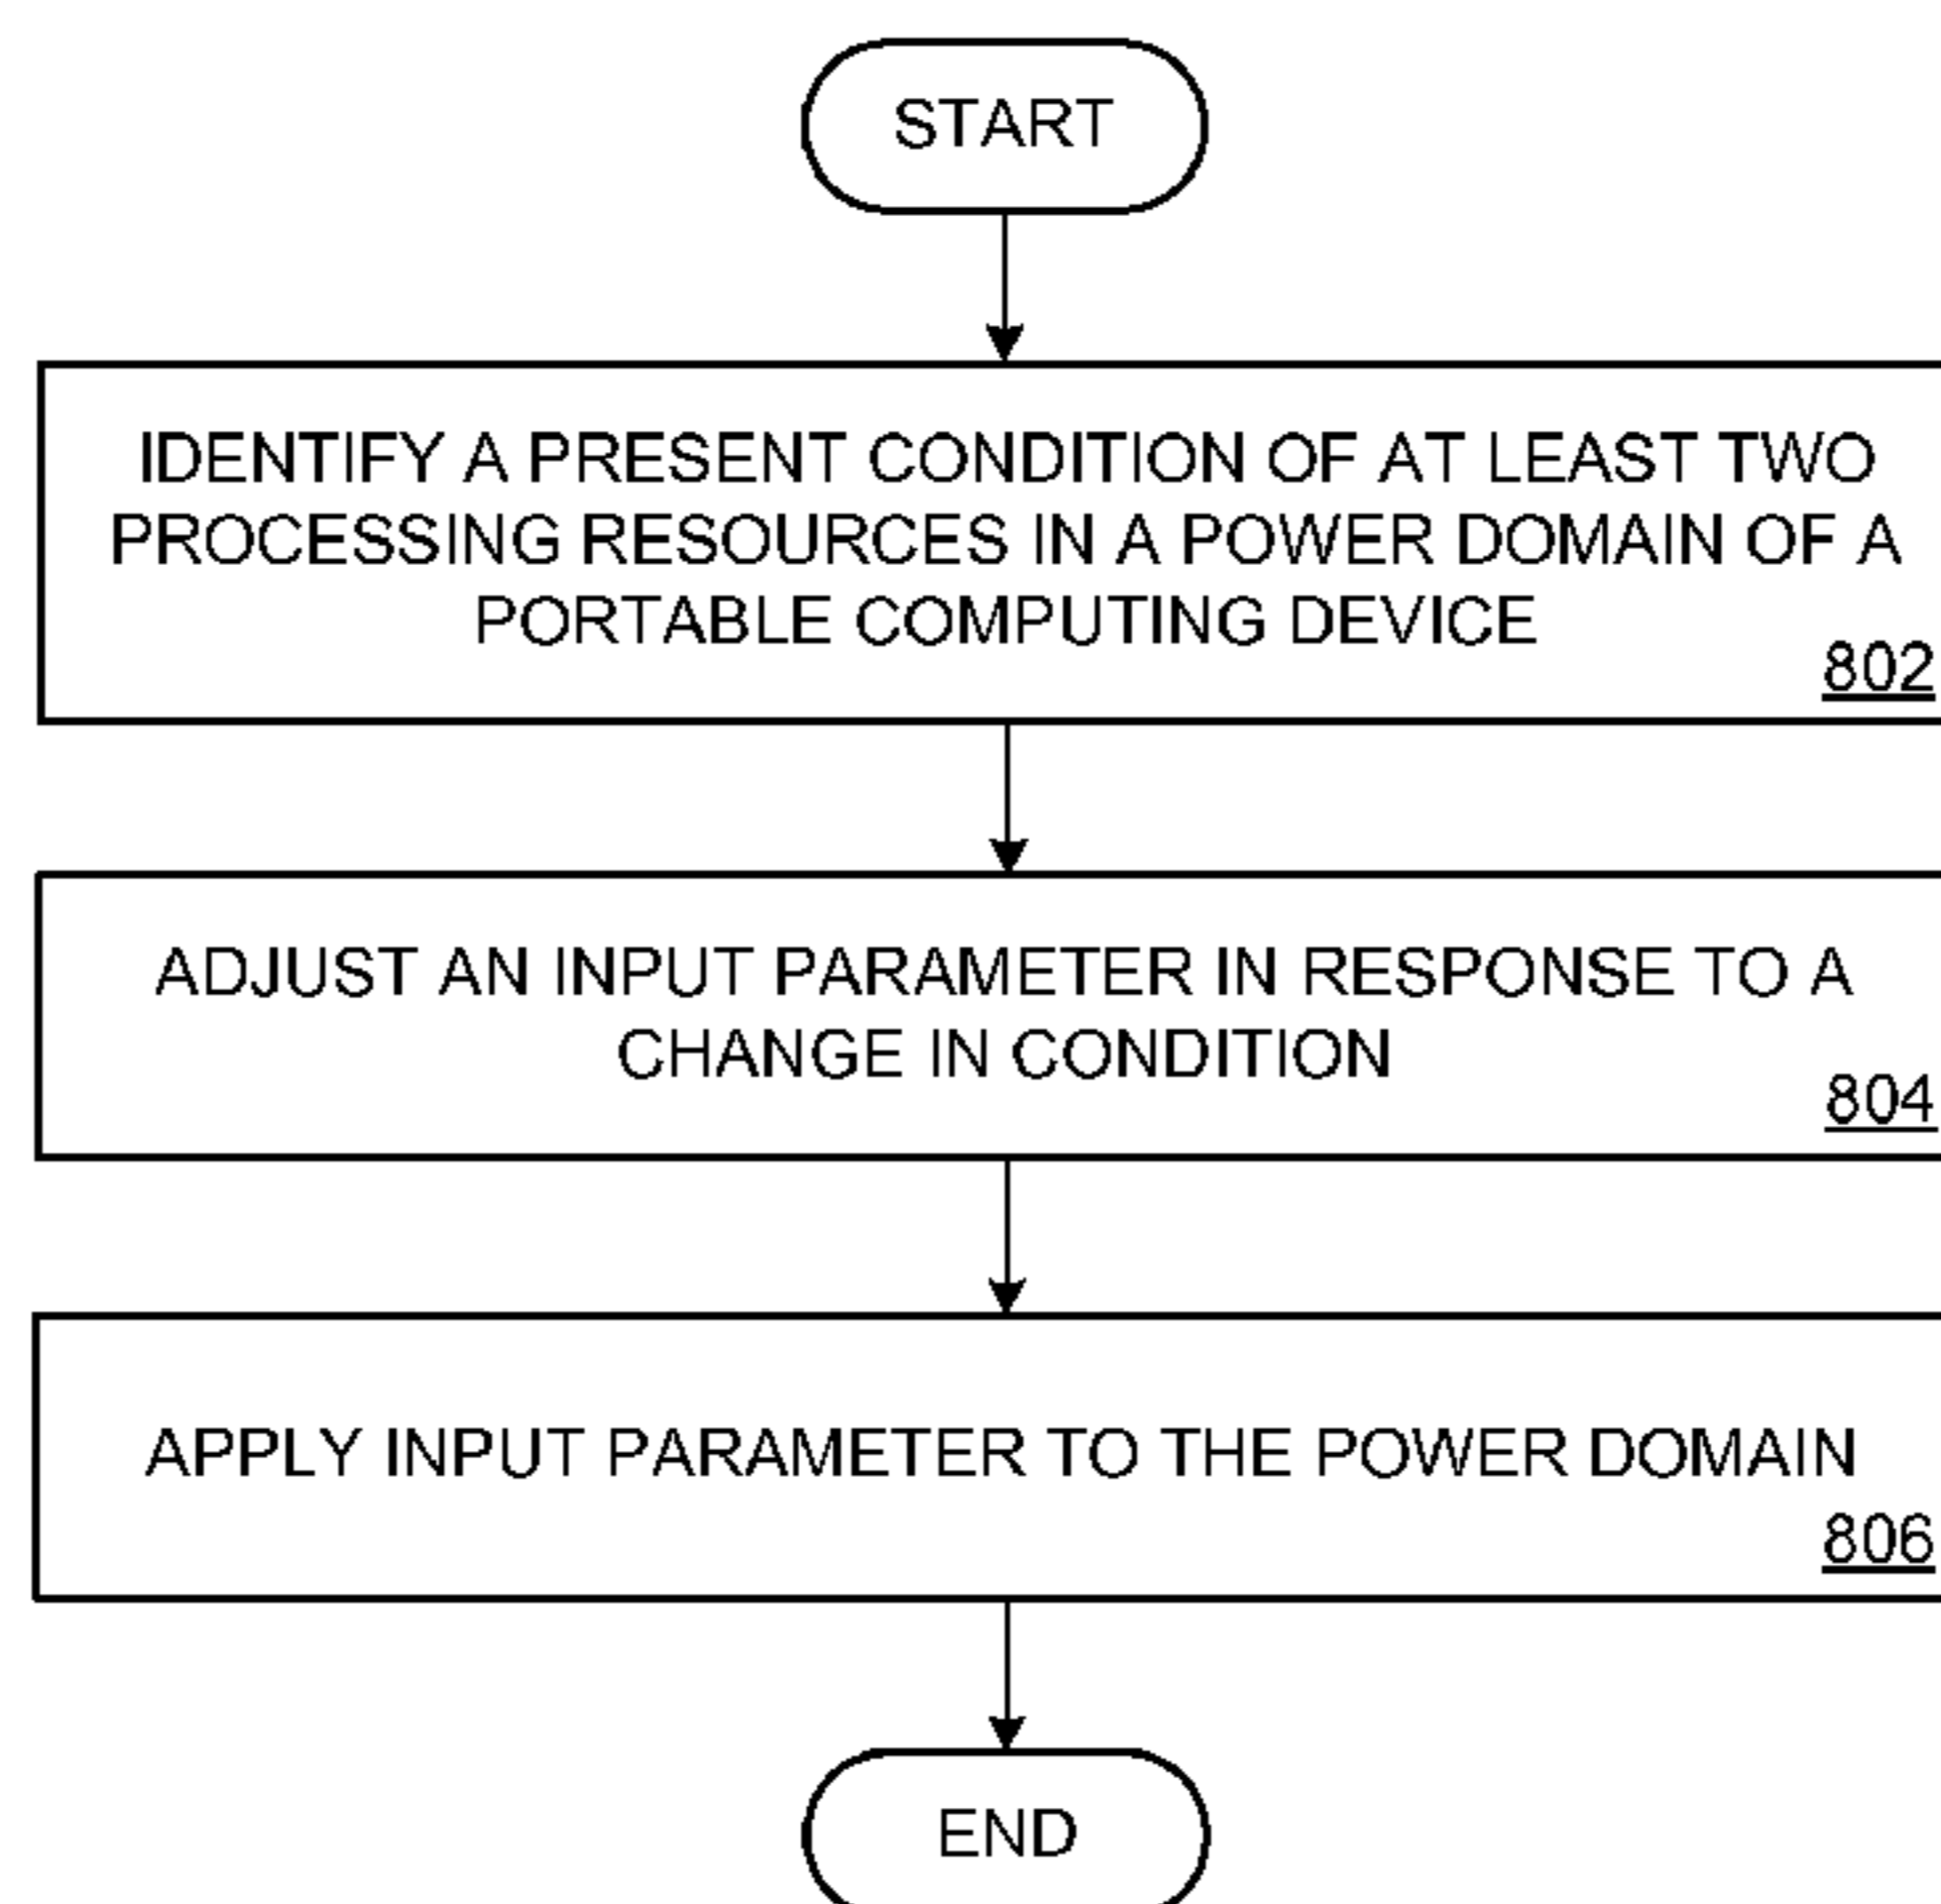 START
IDENTIFY A PRESENT CONDITION OF AT LEAST TWO
PROCESSING RESOURCES IN A POWER DOMAIN OF A
PORTABLE COMPUTING DEVICE
802
ADJUST AN INPUT PARAMETER IN RESPONSE TO A
CHANGE IN CONDITION
804
APPLY INPUT PARAMETER TO THE POWER DOMAIN
806
END